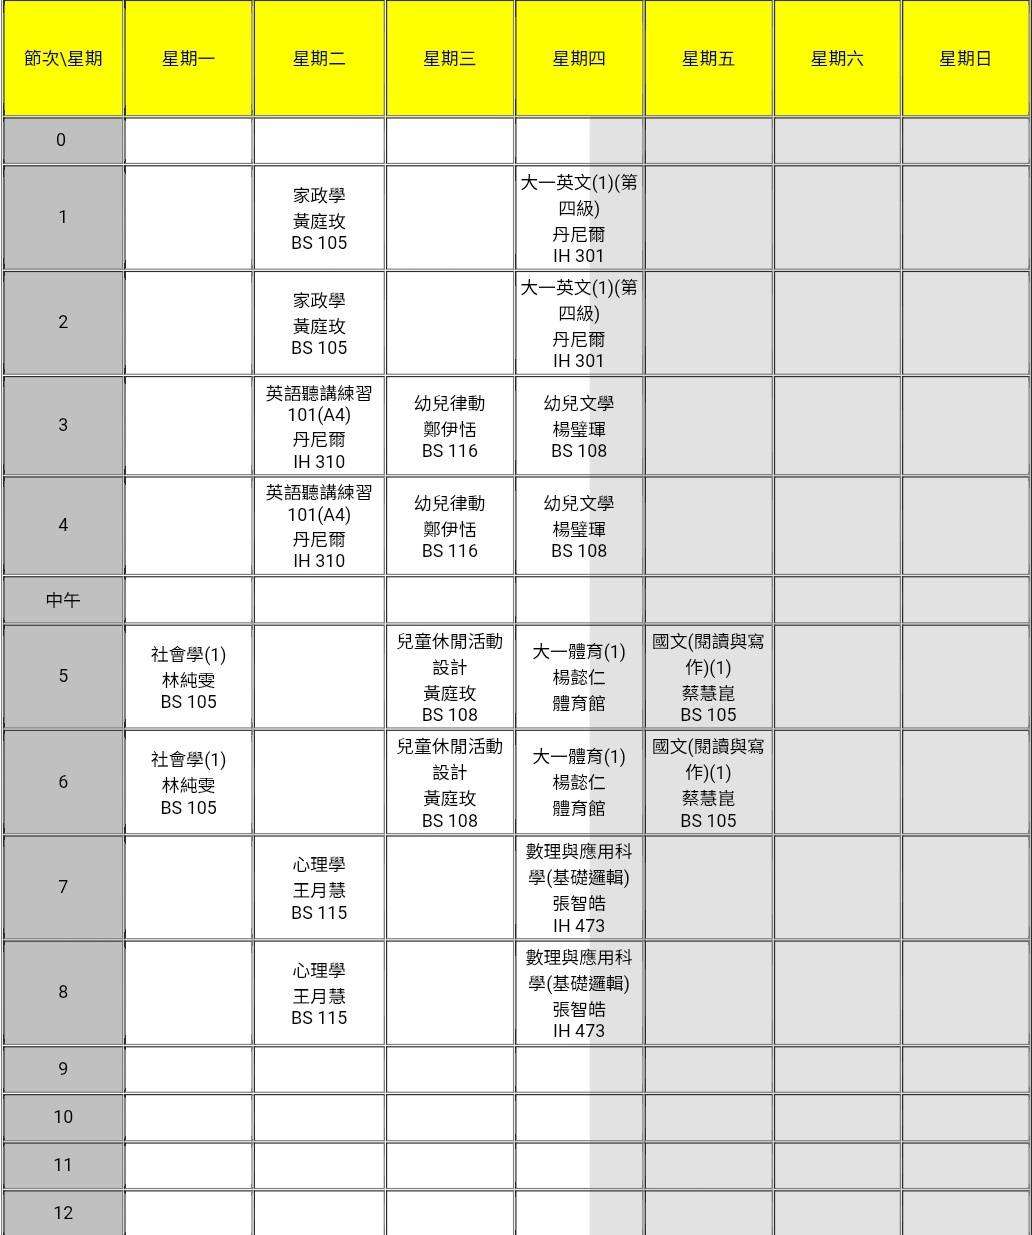 節次\星期 星期一 星期二 星期三 星期四 星期五 星期六 星期日
0
1
家政學
黃庭玫
BS 105
大一英文(1)(第
四級)
丹尼爾
IH 301
2
家政學
黃庭玫
BS 105
大一英文(1)(第
四級)
丹尼爾
IH 301
3
英語聽講練習
101(A4)
丹尼爾
IH 310
幼兒律動
鄭伊恬
BS 116
幼兒文學
楊璧琿
BS 108
4
英語聽講練習
101(A4)
丹尼爾
IH 310
幼兒律動
鄭伊恬
BS 116
幼兒文學
楊璧琿
BS 108
中午
5
社會學(1)
林純雯
BS 105
兒童休閒活動
設計
黃庭玫
BS 108
大一體育(1)
楊懿仁
體育館
國文(閱讀與寫
作)(1)
蔡慧崑
BS 105
6
社會學(1)
林純雯
BS 105
兒童休閒活動
設計
黃庭玫
BS 108
大一體育(1)
楊懿仁
體育館
國文(閱讀與寫
作)(1)
蔡慧崑
BS 105
7
心理學
王月慧
BS 115
數理與應用科
學(基礎邏輯)
張智皓
IH 473
8
心理學
王月慧
BS 115
數理與應用科
學(基礎邏輯)
張智皓
IH 473
9
10
11
12